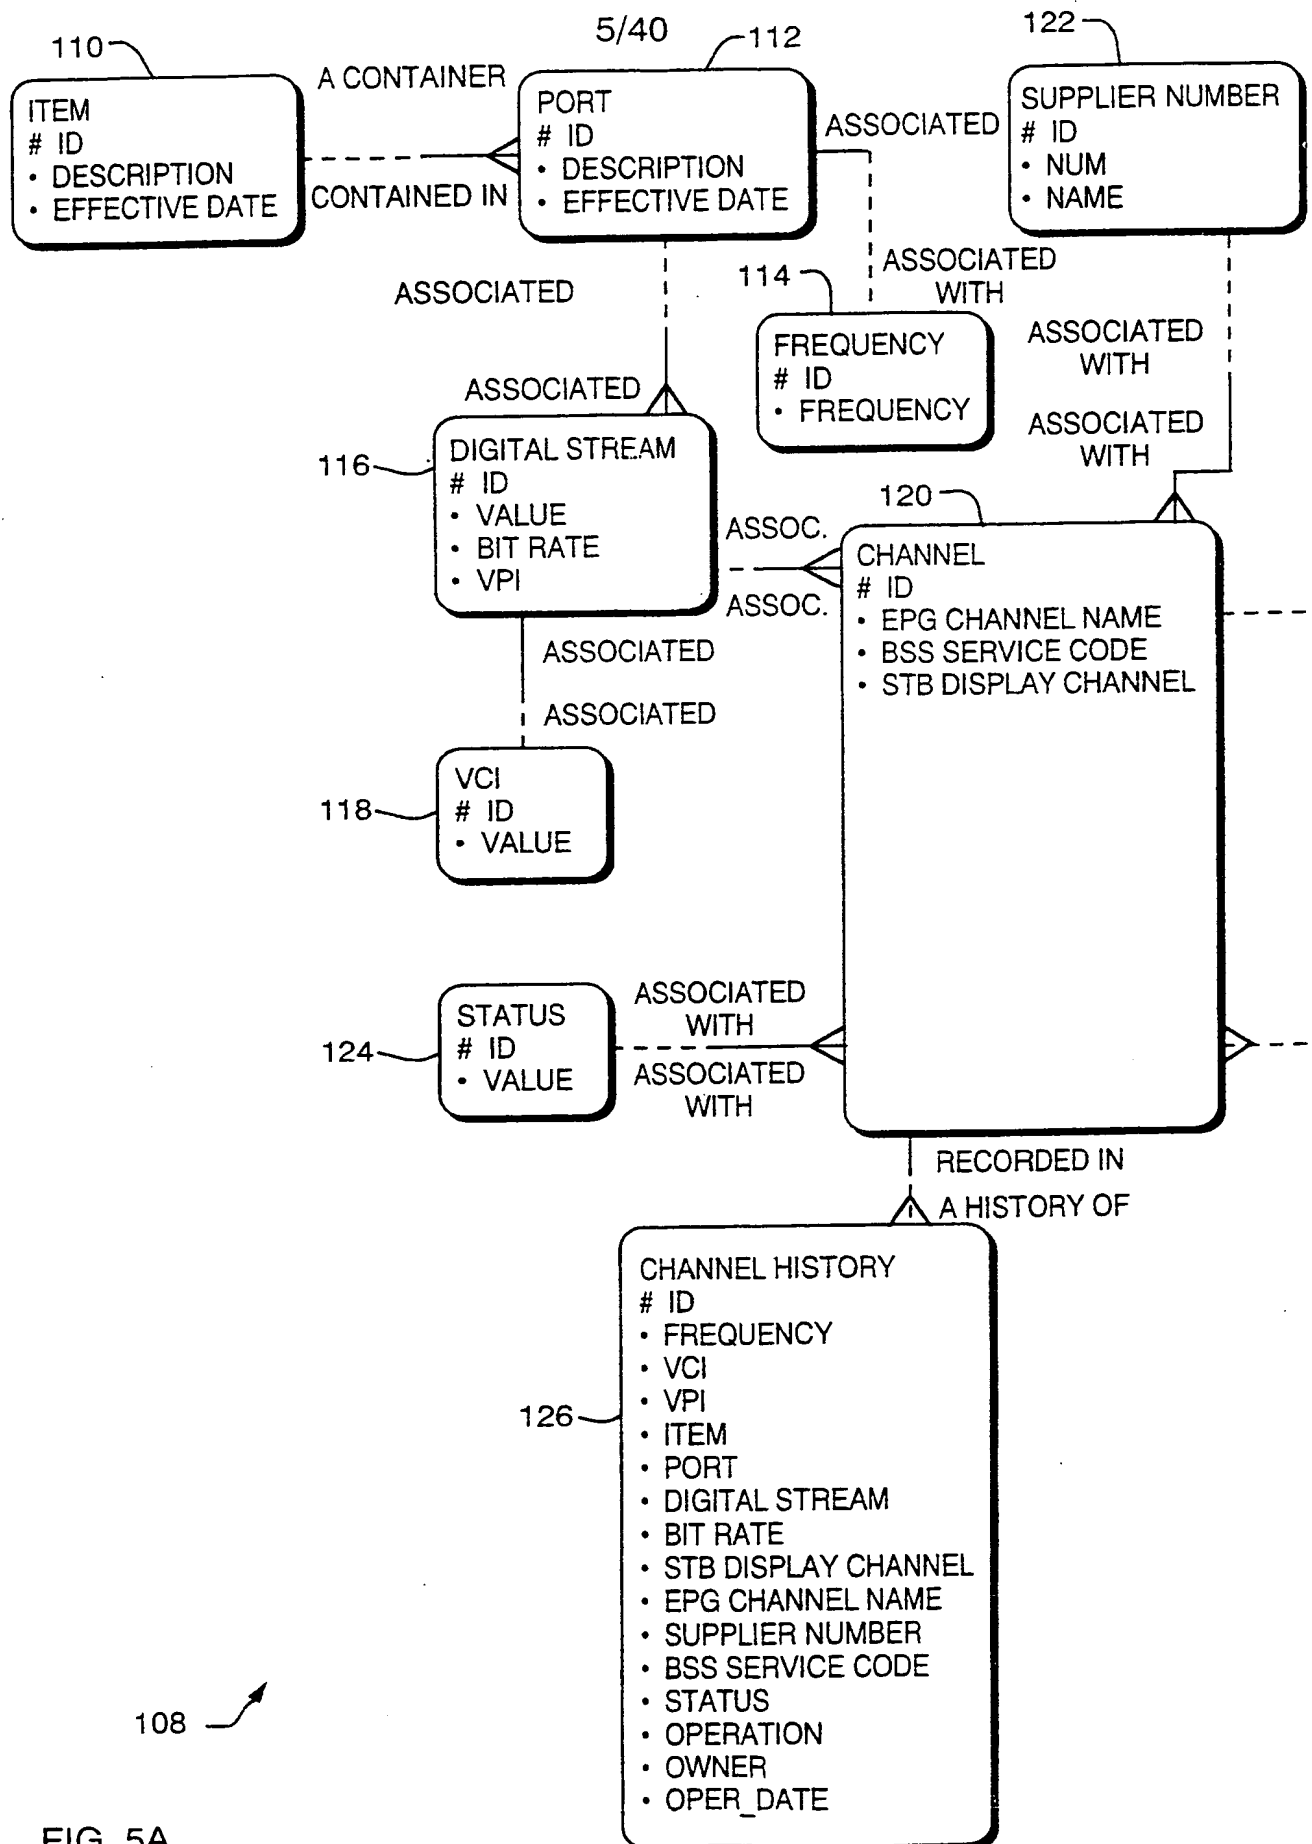 5/40
110
112
122
ITEM
# ID
• DESCRIPTION
• EFFECTIVE DATE
A CONTAINER
CONTAINED IN
PORT
# ID
• DESCRIPTION
• EFFECTIVE DATE
ASSOCIATED
SUPPLIER NUMBER
# ID
• NUM
• NAME
ASSOCIATED
ASSOCIATED
114
ASSOCIATED
WITH
FREQUENCY
# ID
• FREQUENCY
ASSOCIATED
WITH
ASSOCIATED
WITH
116
DIGITAL STREAM
# ID
• VALUE
• BIT RATE
• VPI
ASSOC.
ASSOC.
120
CHANNEL
# ID
• EPG CHANNEL NAME
• BSS SERVICE CODE
• STB DISPLAY CHANNEL
ASSOCIATED
ASSOCIATED
118
VCI
# ID
• VALUE
124
STATUS
# ID
• VALUE
ASSOCIATED
WITH
ASSOCIATED
WITH
RECORDED IN
A HISTORY OF
126
CHANNEL HISTORY
# ID
• FREQUENCY
• VCI
• VPI
• ITEM
• PORT
• DIGITAL STREAM
• BIT RATE
• STB DISPLAY CHANNEL
• EPG CHANNEL NAME
• SUPPLIER NUMBER
• BSS SERVICE CODE
• STATUS
• OPERATION
• OWNER
• OPER_DATE
108
FIG. 5A